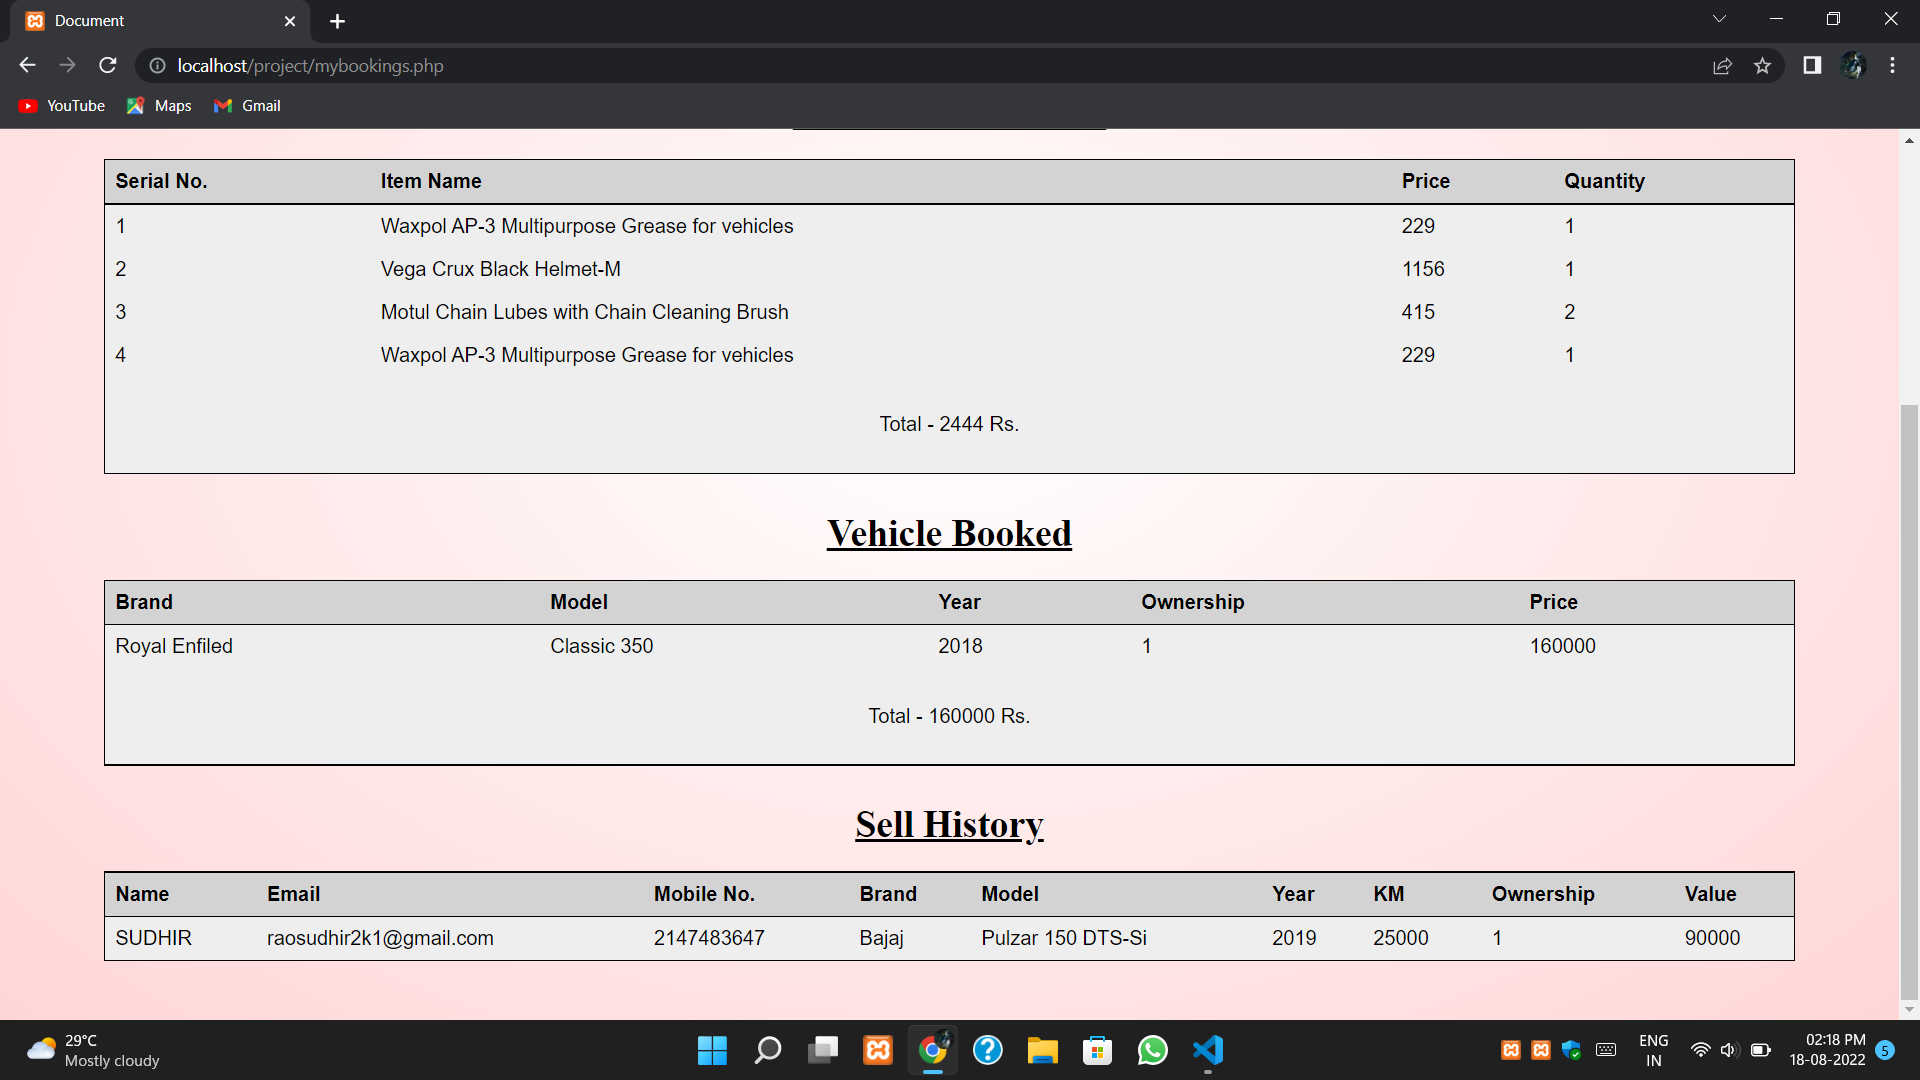 Document
localhost/project/mybookings.php
YouTube Maps Gmail
Serial No. Item Name Price Quantity
1 Waxpol AP-3 Multipurpose Grease for vehicles 229 1
2 Vega Crux Black Helmet-M 1156 1
3 Motul Chain Lubes with Chain Cleaning Brush 415 2
4 Waxpol AP-3 Multipurpose Grease for vehicles 229 1
Total - 2444 Rs.
Vehicle Booked
Brand Model Year Ownership Price
Royal Enfiled Classic 350 2018 1 160000
Total - 160000 Rs.
Sell History
Name Email Mobile No. Brand Model Year KM Ownership Value
SUDHIR raosudhir2k1@gmail.com 2147483647 Bajaj Pulzar 150 DTS-Si 2019 25000 1 90000
29°C
Mostly cloudy
ENG
IN
02:18 PM
18-08-2022
5